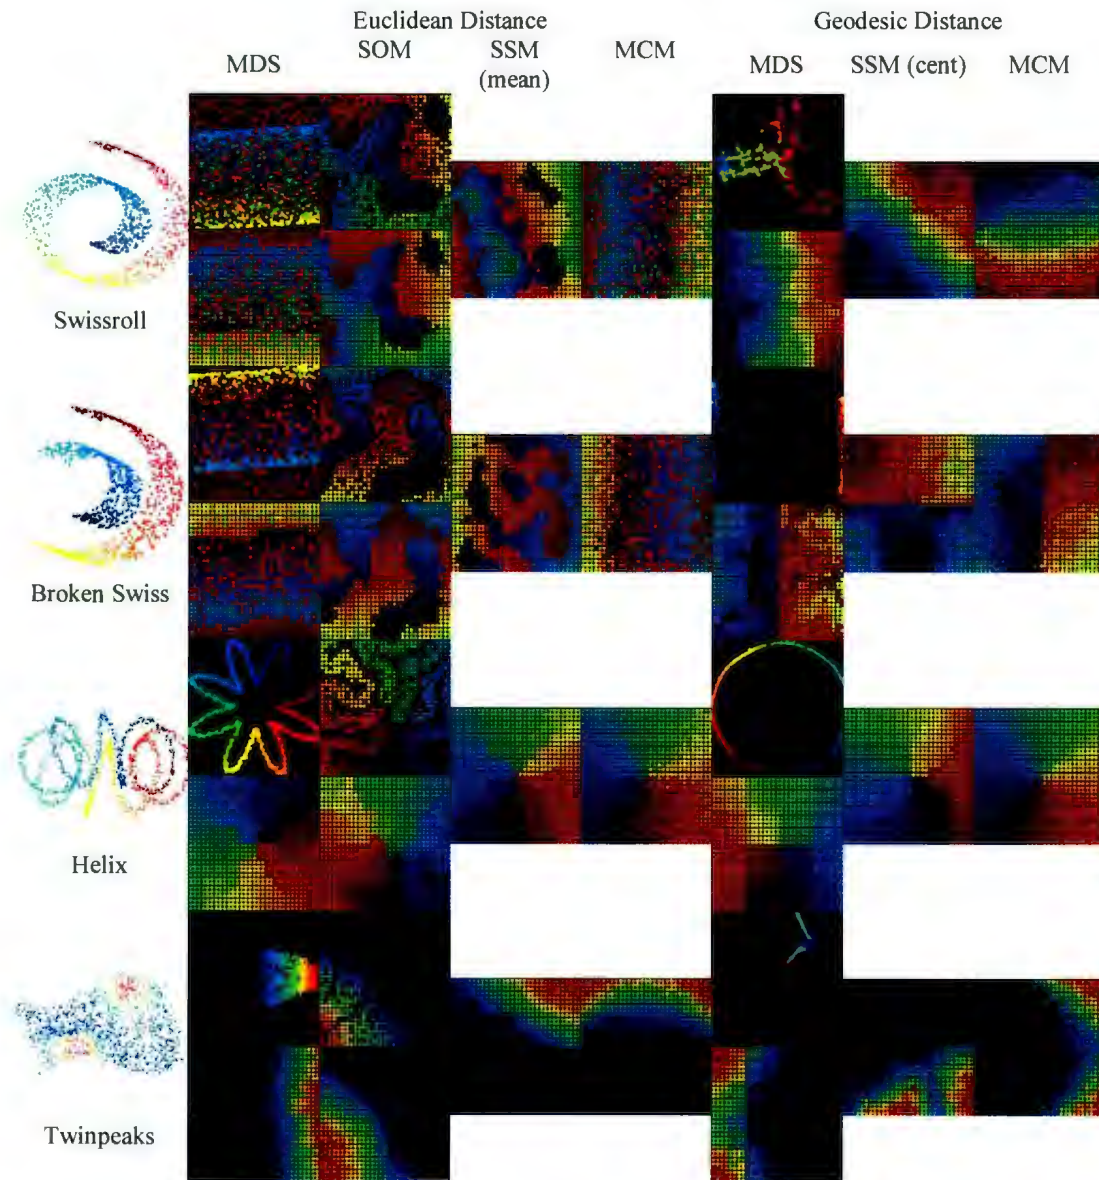 Euclidean Distance
Geodesic Distance
MDS
SOM
SSM
(mean)
MCM
MDS
SSM (cent)
MCM
Swissroll
Broken Swiss
Helix
Twinpeaks